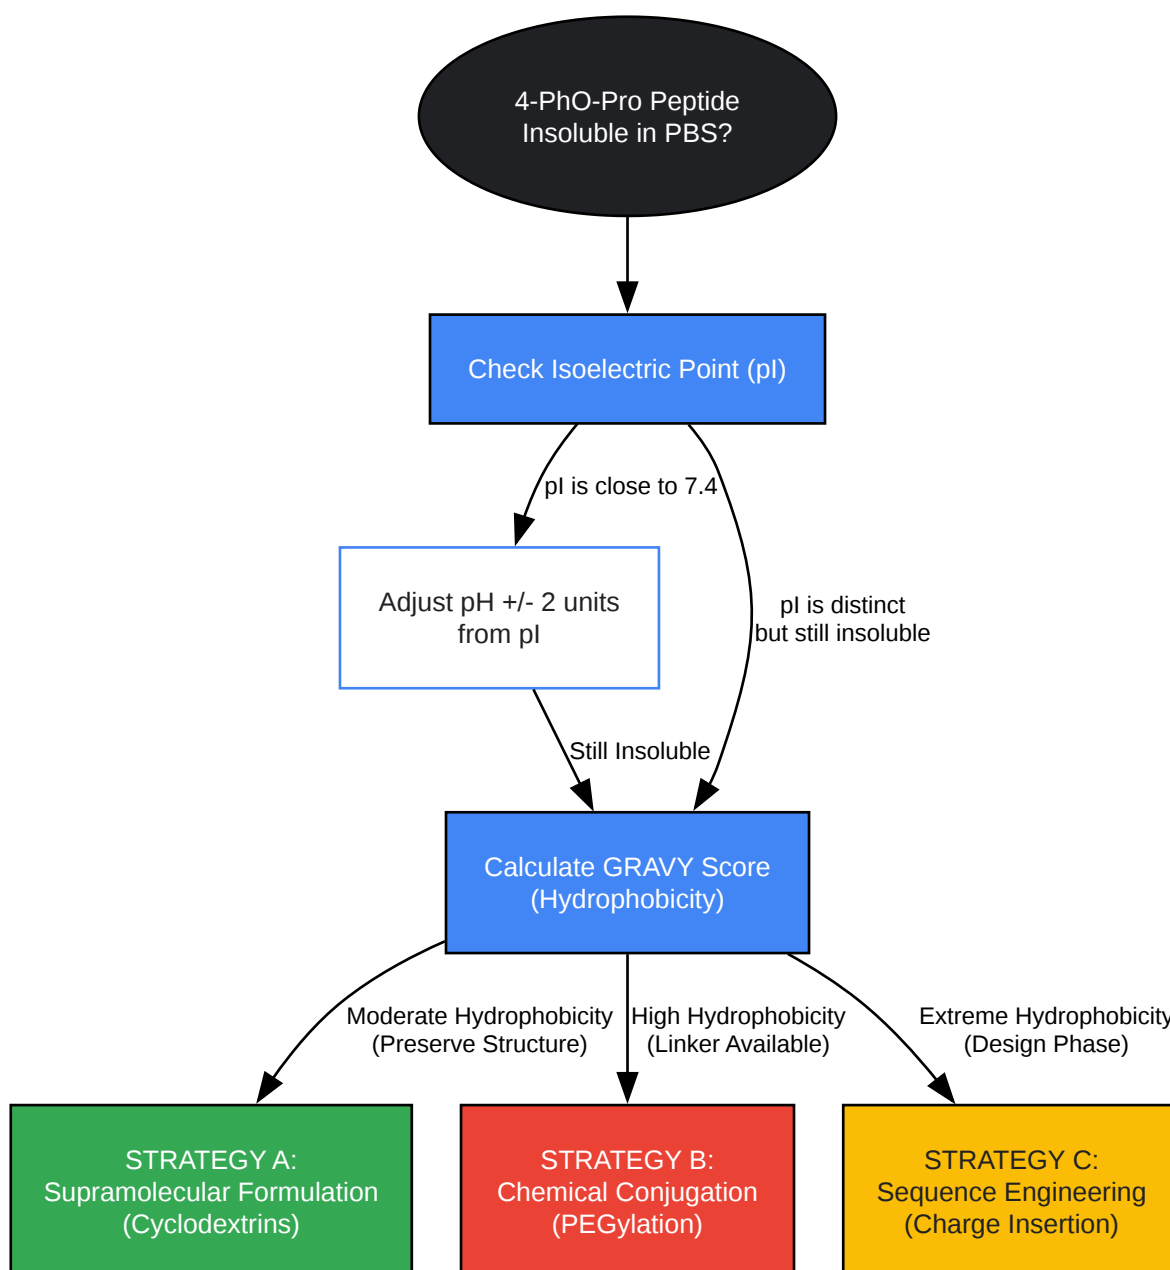 4-PhO-Pro Peptide
Insoluble in PBS?
Check Isoelectric Point (pI)
pI is close to 7.4
Adjust pH +/- 2 units
from pI
pI is distinct
but still insoluble
Still Insoluble
Calculate GRAVY Score
(Hydrophobicity)
Moderate Hydrophobicity
(Preserve Structure)
High Hydrophobicity
(Linker Available)
Extreme Hydrophobicity
(Design Phase)
STRATEGY A:
Supramolecular Formulation
(Cyclodextrins)
STRATEGY B:
Chemical Conjugation
(PEGylation)
STRATEGY C:
Sequence Engineering
(Charge Insertion)